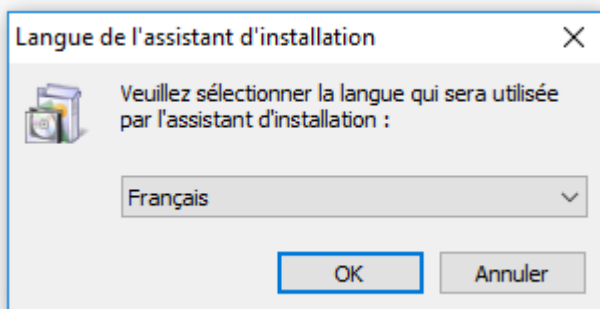 Langue de l'assistant d'installation
Veuillez sélectionner la langue qui sera utilisée
par l'assistant d'installation :
Français
OK
Annuler